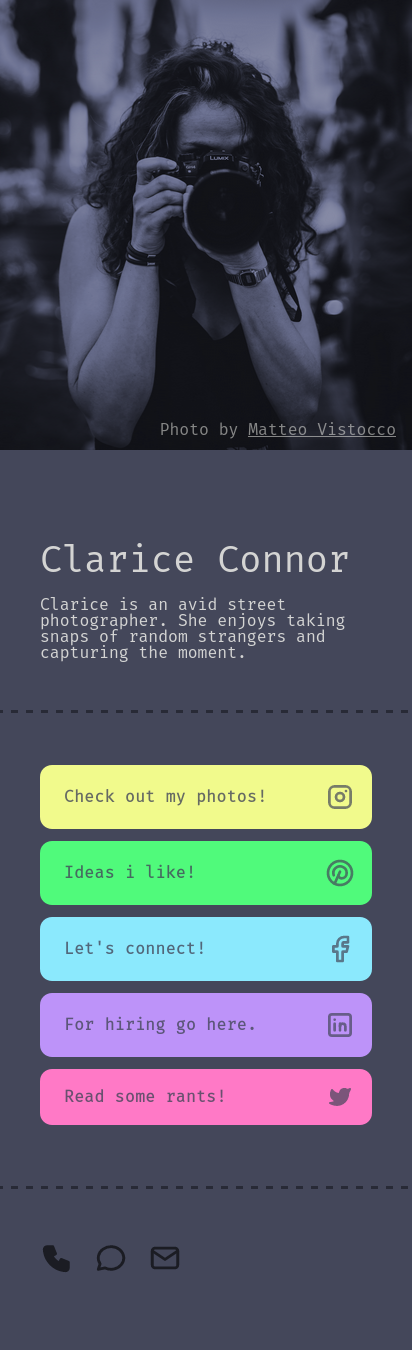 LUMIX
Photo by Matteo Vistocco
Clarice Connor
Clarice is an avid street
photographer. She enjoys taking
snaps of random strangers and
capturing the moment.
Check out my photos!
Ideas i like!
Let's connect!
For hiring go here.
Read some rants!